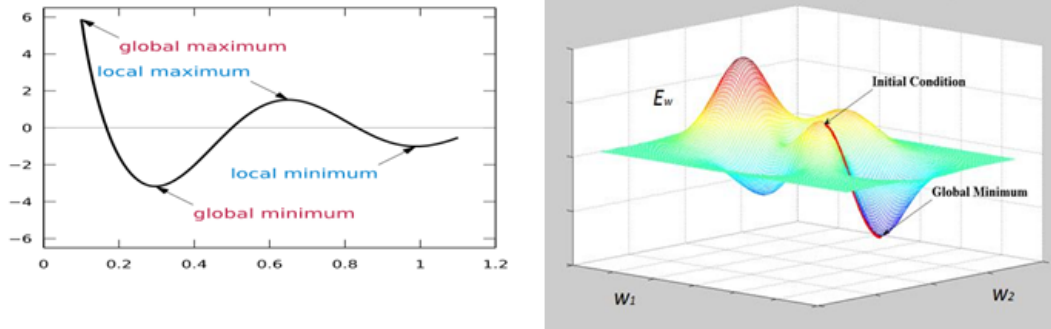 6
4
2
0
−2
−4
−6
0
0.2
0.4
0.6
0.8
1
1.2
global maximum
local maximum
local minimum
global minimum
Ew
Initial Condition
Global Minimum
W1
W2